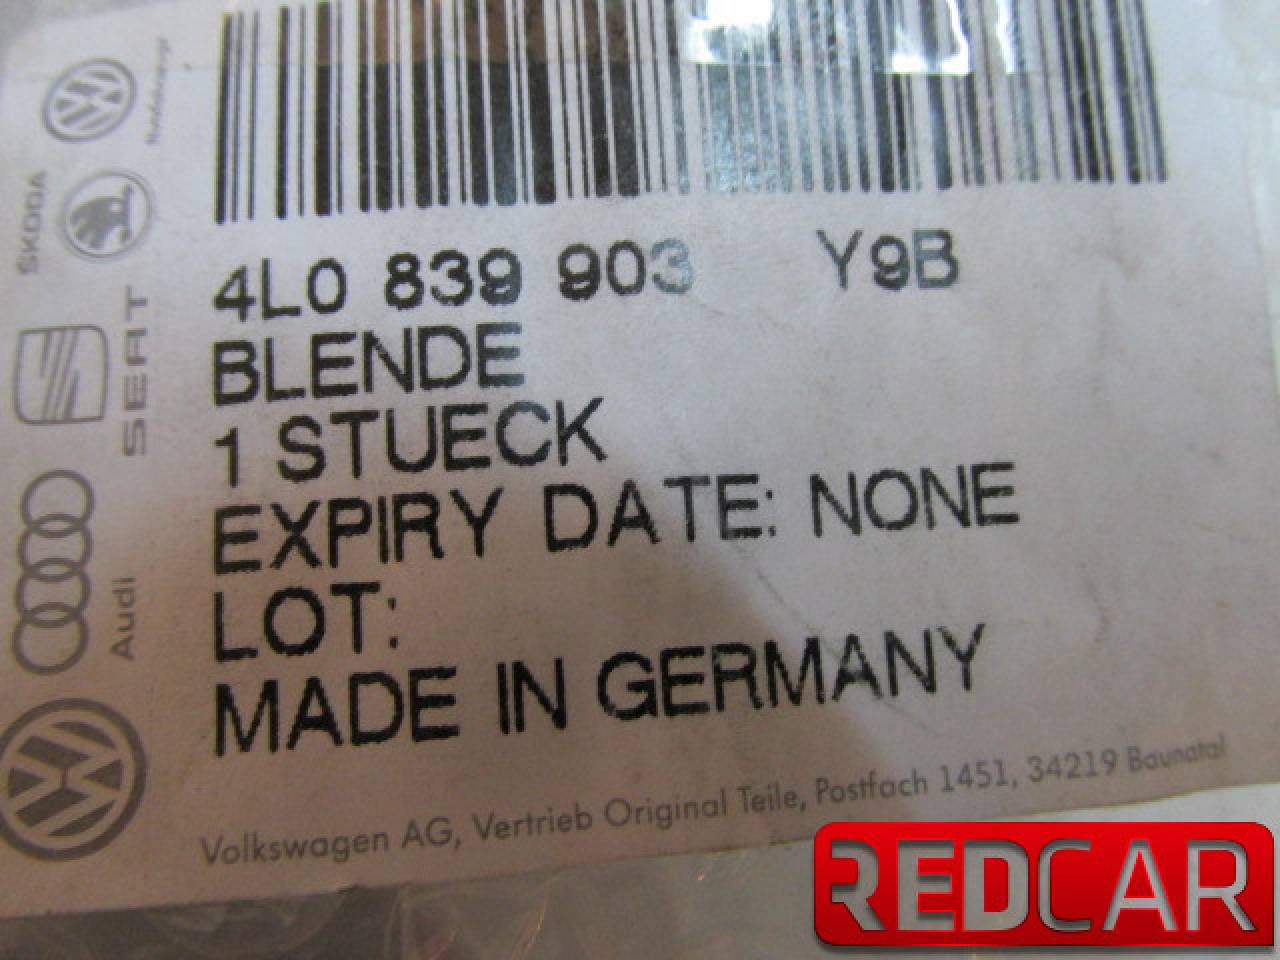 4L0 839 903 Y9B
BLENDE
1 STUECK
EXPIRY DATE: NONE
LOT:
MADE IN GERMANY
Volkswagen AG, Vertrieb Original Teile, Postfach 1451, 34219 Baunatal
ŠKODA
SEAT
Audi
REDCAR